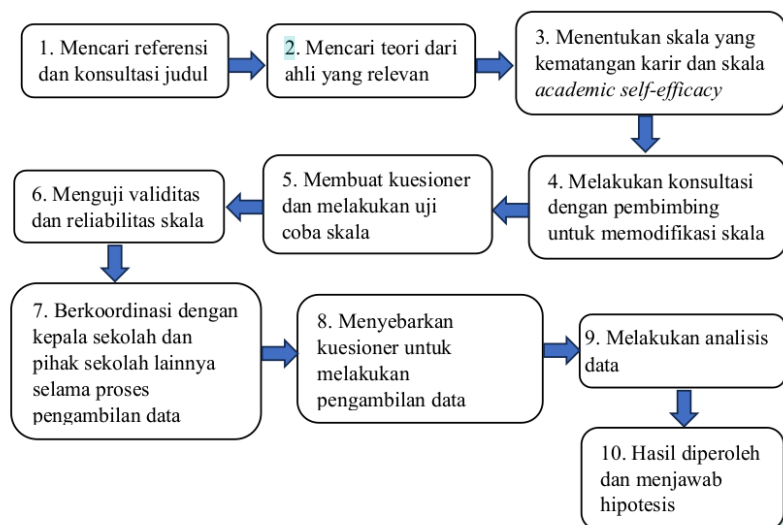 1. Mencari referensi
dan konsultasi judul
2. Mencari teori dari
ahli yang relevan
3. Menentukan skala yang
kematangan karir dan skala
academic self-efficacy
4. Melakukan konsultasi
dengan pembimbing
untuk memodifikasi skala
5. Membuat kuesioner
dan melakukan uji
coba skala
6. Menguji validitas
dan reliabilitas skala
7. Berkoordinasi dengan
kepala sekolah dan
pihak sekolah lainnya
selama proses
pengambilan data
8. Menyebarkan
kuesioner untuk
melakukan
pengambilan data
9. Melakukan analisis
data
10. Hasil diperoleh
dan menjawab
hipotesis